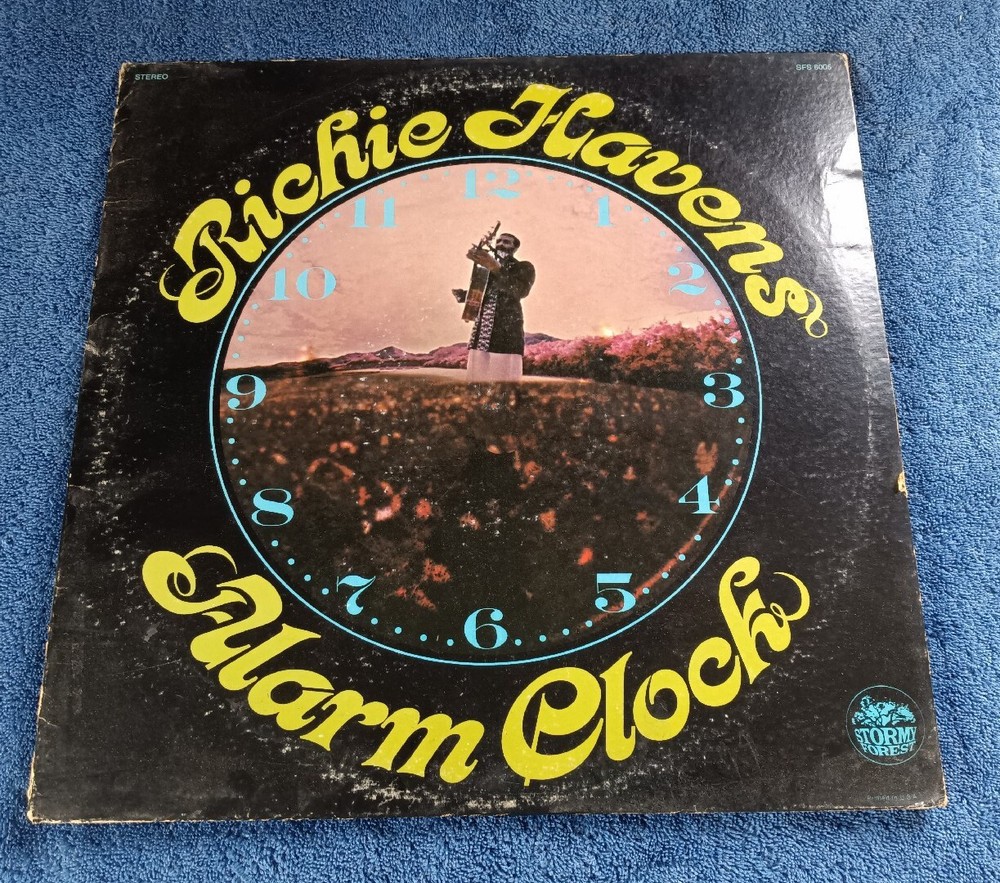 STEREO
SFS 6005
Richie Havens
12
1
2
3
4
5
6
7
8
9
10
11
Alarm Clock
STORMY
FOREST